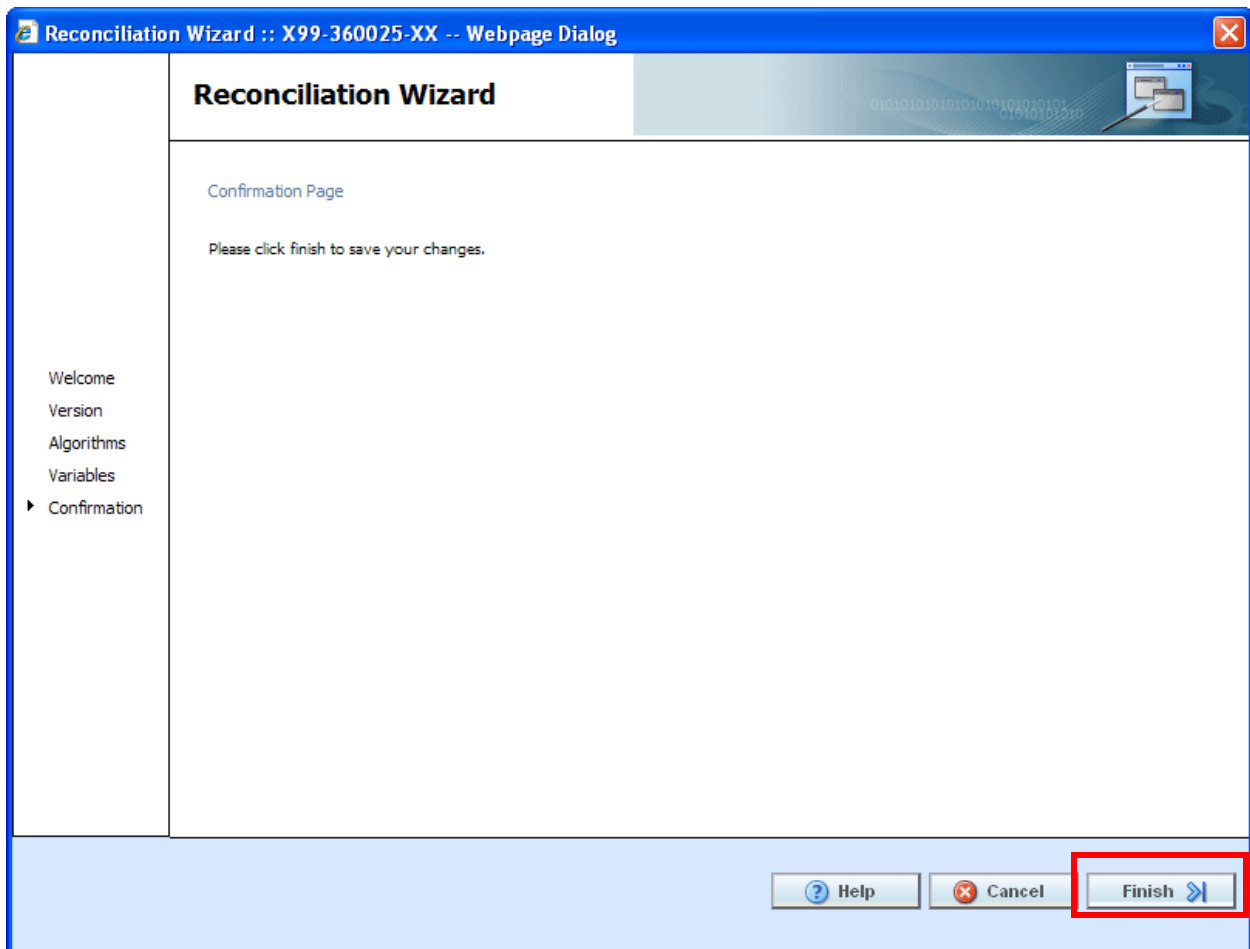 Reconciliation Wizard :: X99-360025-XX -- Webpage Dialog
Reconciliation Wizard
Confirmation Page
Please click finish to save your changes.
Welcome
Version
Algorithms
Variables
Confirmation
Help
Cancel
Finish